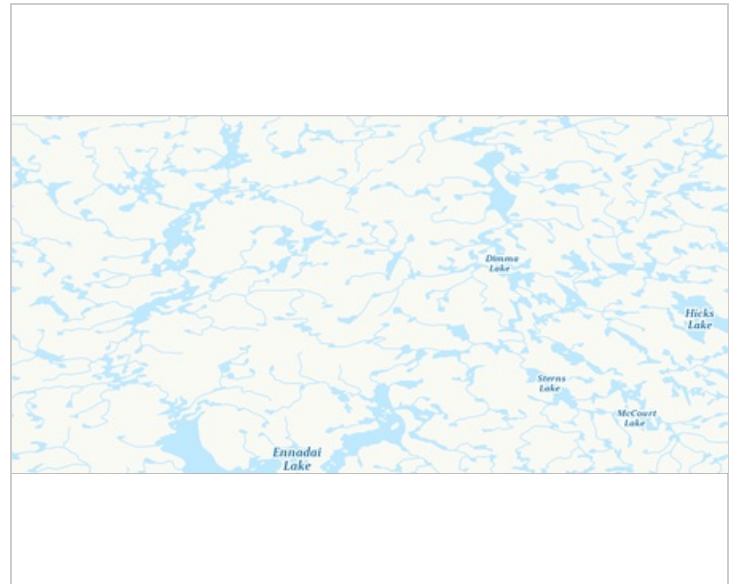 Dimma
Lake
Hicks
Lake
Sterns
Lake
McCourt
Lake
Ennadai
Lake